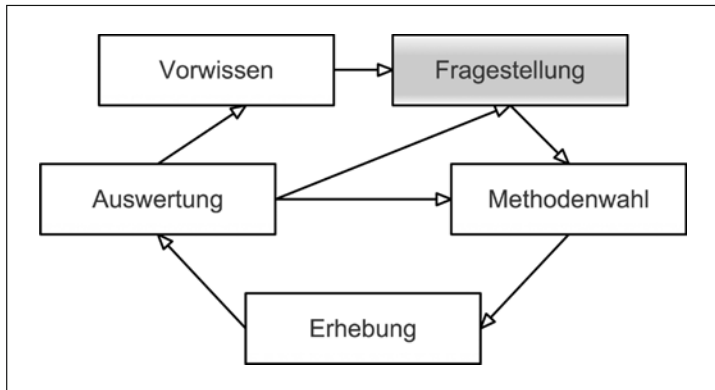 Vorwissen
Fragestellung
Auswertung
Methodenwahl
Erhebung